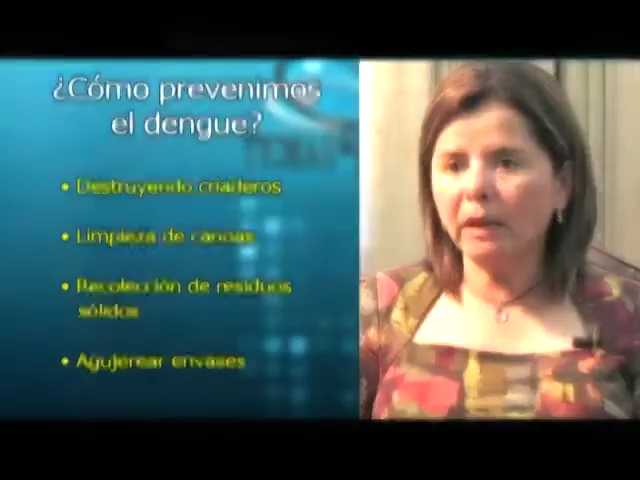 ¿Cómo prevenimos
el dengue?
• Destruyendo criaderos
• Limpieza de canoas
• Recolección de residuos
sólidos
• Agujerear envases